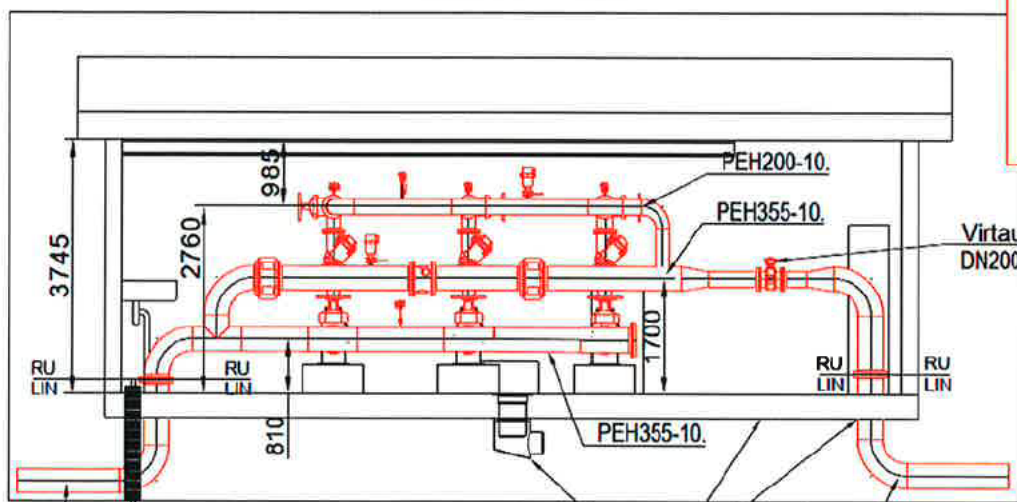 PEH200-10.
985
PEH355-10.
Virtau
DN200
2760
3745
1700
RU
LIN
RU
LIN
RU
LIN
RU
LIN
810
PEH355-10.